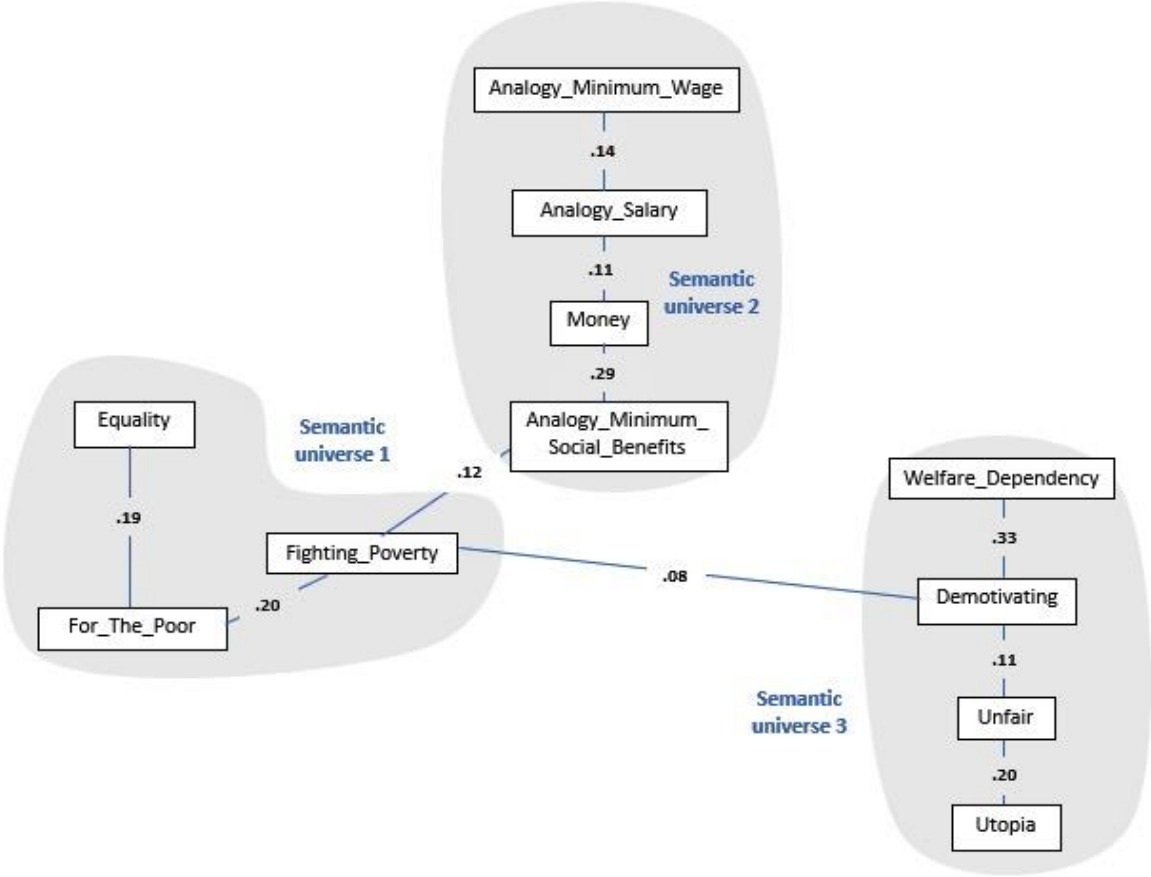 Analogy_Minimum_Wage
.14
Analogy_Salary
.11
Semantic
universe 2
Money
.29
Analogy_Minimum_
Social_Benefits
Equality
Semantic
universe 1
.12
.19
Fighting_Poverty
.20
For_The_Poor
.08
Welfare_Dependency
.33
Demotivating
.11
Semantic
universe 3
Unfair
.20
Utopia